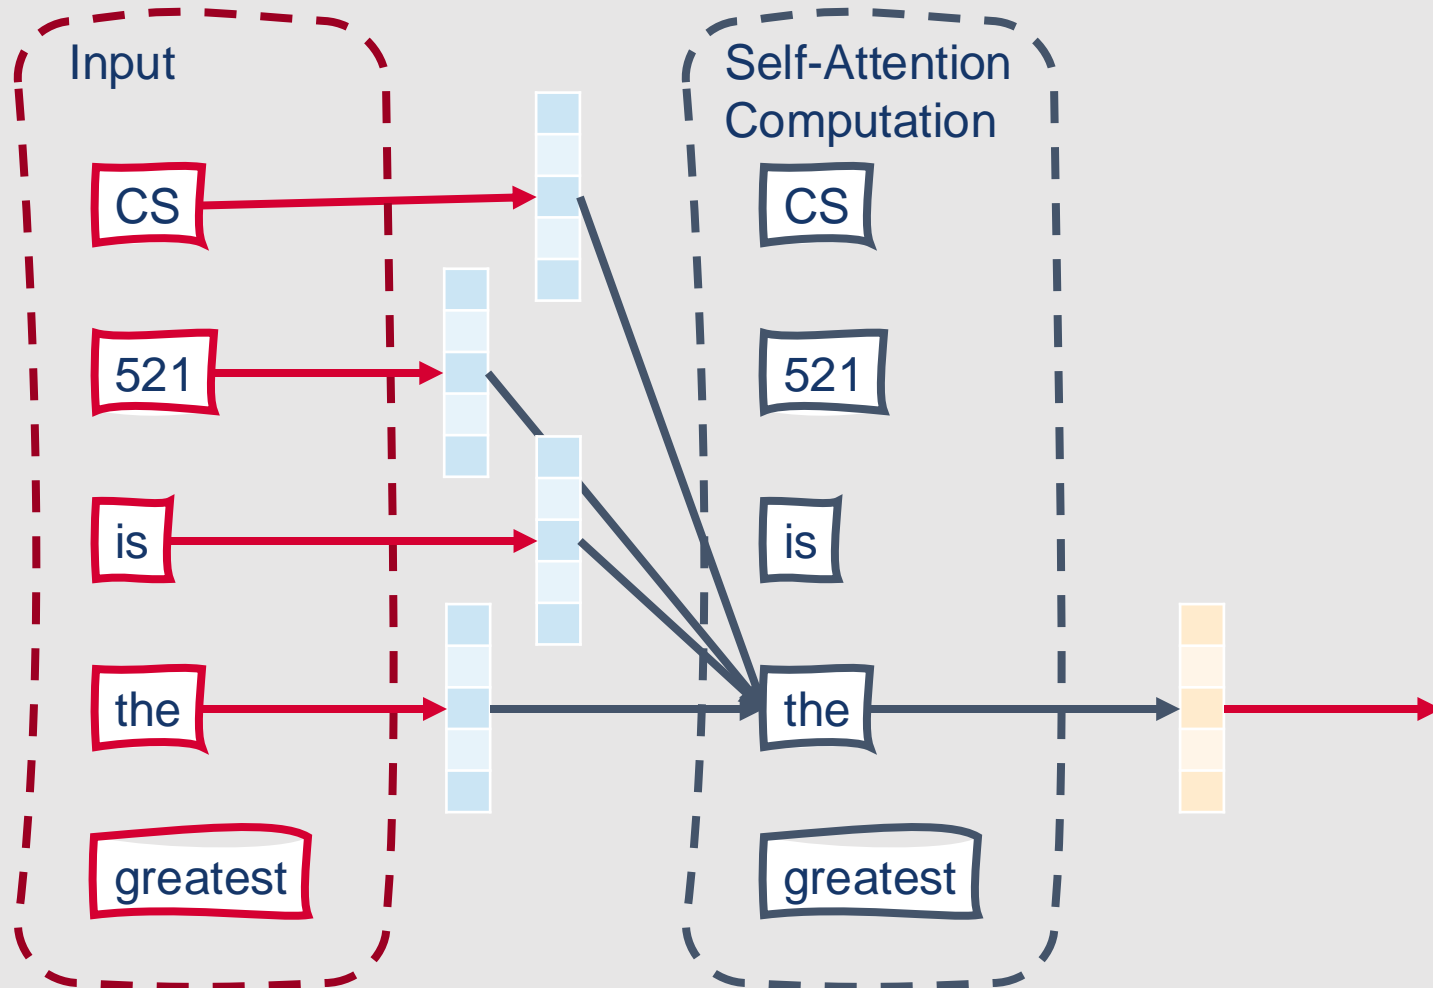 Input
CS
521
is
the
greatest
Self-Attention
Computation
CS
521
is
the
greatest